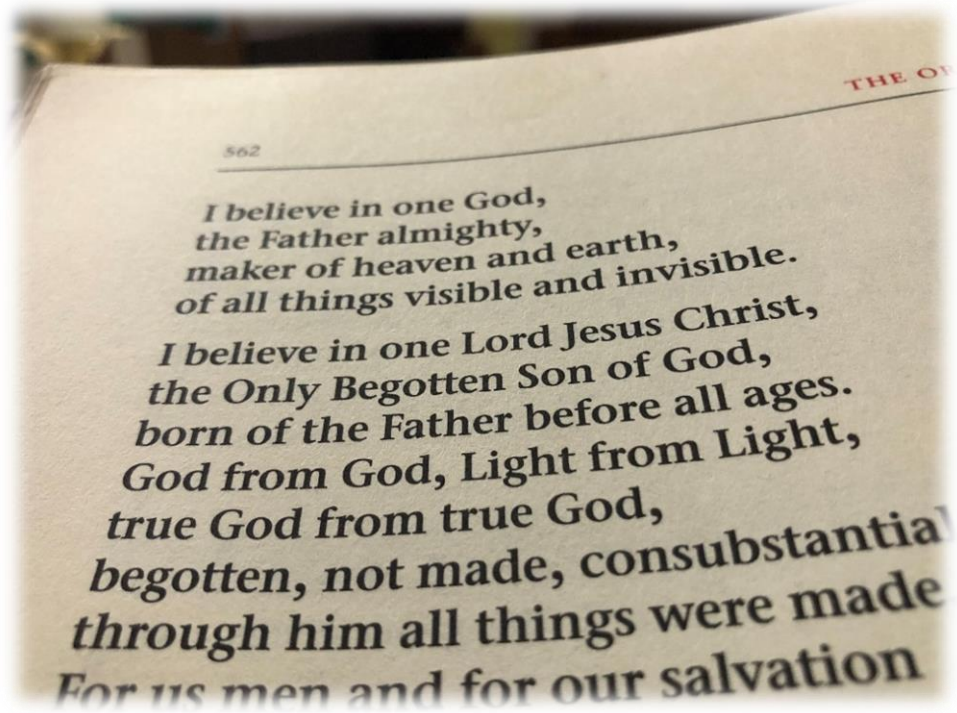 THE OR
562
I believe in one God,
the Father almighty,
maker of heaven and earth,
of all things visible and invisible.
I believe in one Lord Jesus Christ,
the Only Begotten Son of God,
born of the Father before all ages.
God from God, Light from Light,
true God from true God,
begotten, not made, consubstantial
through him all things were made
For us men and for our salvation